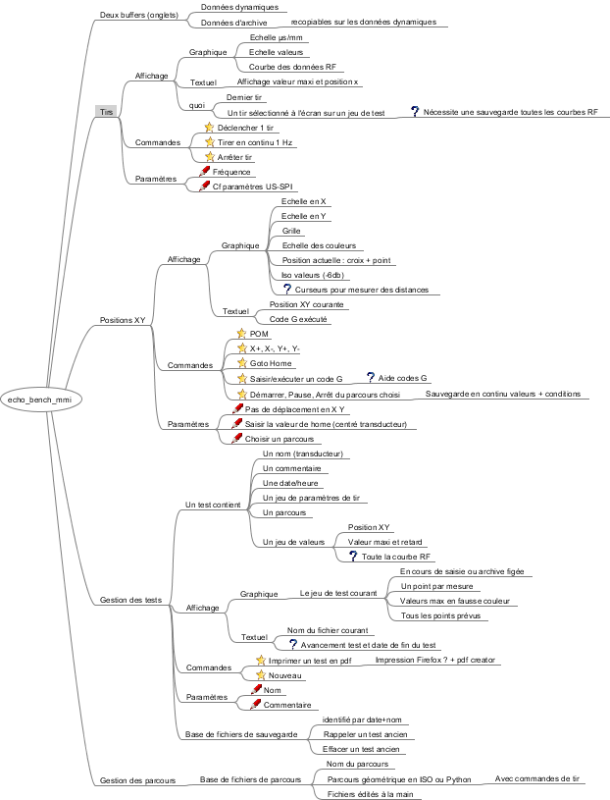 echo_bench_mmi
Deux buffers (onglets)
Données dynamiques
Données d'archive
recopiables sur les données dynamiques
Tirs
Affichage
Graphique
Echelle µs/mm
Echelle valeurs
Courbe des données RF
Textuel
Affichage valeur maxi et position x
quoi
Dernier tir
Un tir sélectionné à l'écran sur un jeu de test
Nécessite une sauvegarde toutes les courbes RF
Commandes
Déclencher 1 tir
Tirer en continu 1 Hz
Arrêter tir
Paramètres
Fréquence
Cf paramètres US-SPII
Positions XY
Affichage
Graphique
Echelle en X
Echelle en Y
Grille
Echelle des couleurs
Position actuelle : croix + point
Iso valeurs (-6db)
Curseurs pour mesurer des distances
Textuel
Position XY courante
Code G exécuté
Commandes
POM
X+, X-, Y+, Y-
Goto Home
Saisir/exécuter un code G
Aide codes G
Démarrer, Pause, Arrêt du parcours choisi
Sauvegarde en continu valeurs + conditions
Paramètres
Pas de déplacement en X Y
Saisir la valeur de home (centré transducteur)
Choisir un parcours
Gestion des tests
Un test contient
Un nom (transducteur)
Un commentaire
Une date/heure
Un jeu de paramètres de tir
Un parcours
Un jeu de valeurs
Position XY
Valeur maxi et retard
Toute la courbe RF
Affichage
Graphique
Le jeu de test courant
En cours de saisie ou archive figée
Un point par mesure
Valeurs max en fausse couleur
Tous les points prévus
Textuel
Nom du fichier courant
Avancement test et date de fin du test
Commandes
Imprimer un test en pdf
Impression Firefox ? + pdf creator
Nouveau
Paramètres
Nom
Commentaire
Base de fichiers de sauvegarde
identifié par date+nom
Rappeler un test ancien
Effacer un test ancien
Gestion des parcours
Base de fichiers de parcours
Nom du parcours
Parcours géométrique en ISO ou Python
Avec commandes de tir
Fichiers édités à la main